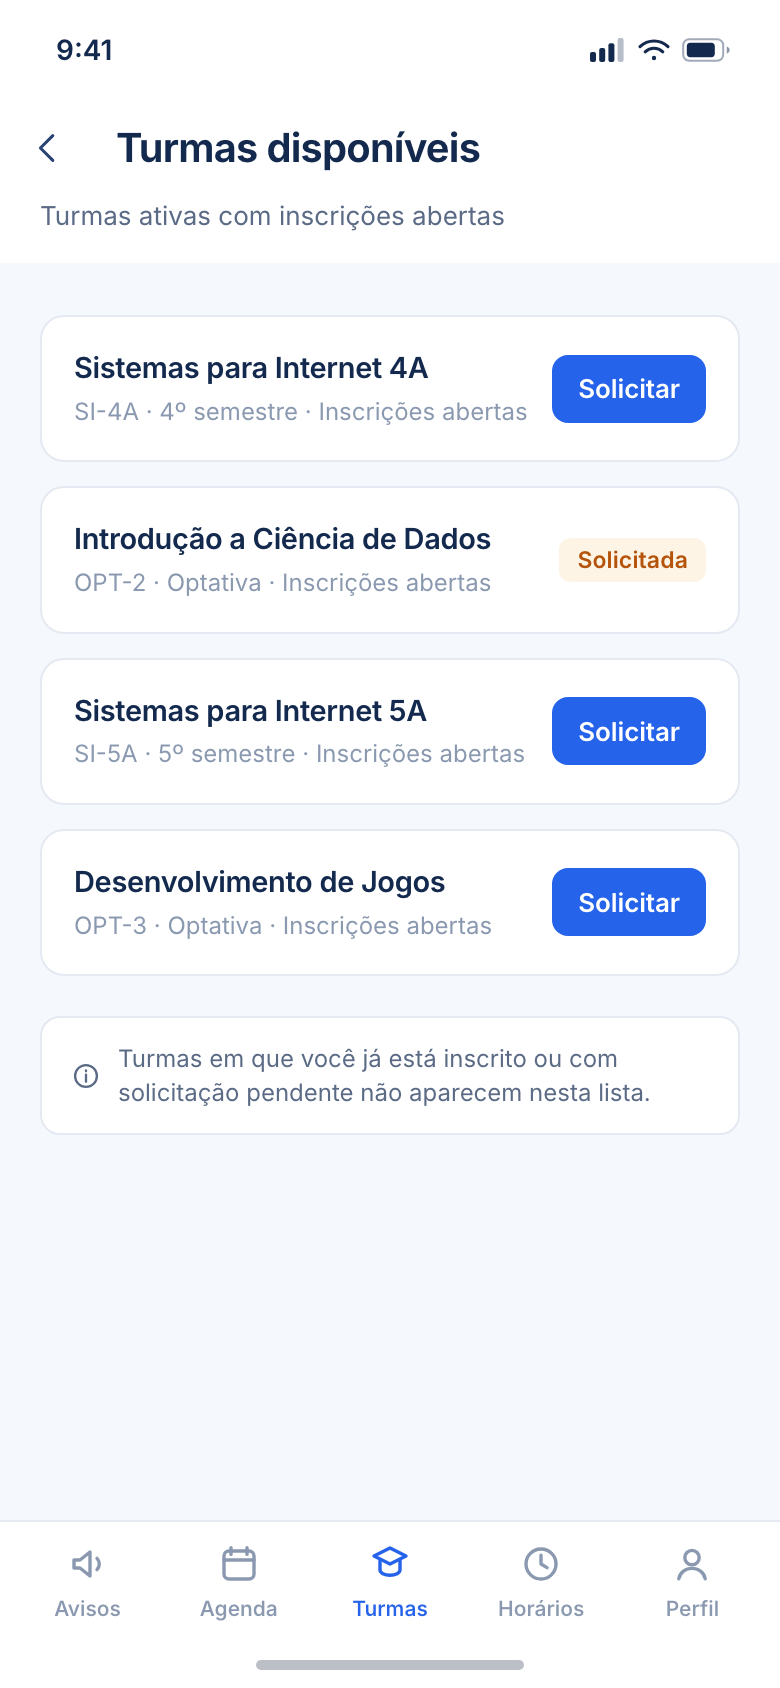 9:41
Turmas disponíveis
Turmas ativas com inscrições abertas
Sistemas para Internet 4A
SI-4A · 4º semestre · Inscrições abertas
Solicitar
Introdução a Ciência de Dados
OPT-2 · Optativa · Inscrições abertas
Solicitada
Sistemas para Internet 5A
SI-5A · 5º semestre · Inscrições abertas
Solicitar
Desenvolvimento de Jogos
OPT-3 · Optativa · Inscrições abertas
Solicitar
Turmas em que você já está inscrito ou com
solicitação pendente não aparecem nesta lista.
Avisos
Agenda
Turmas
Horários
Perfil